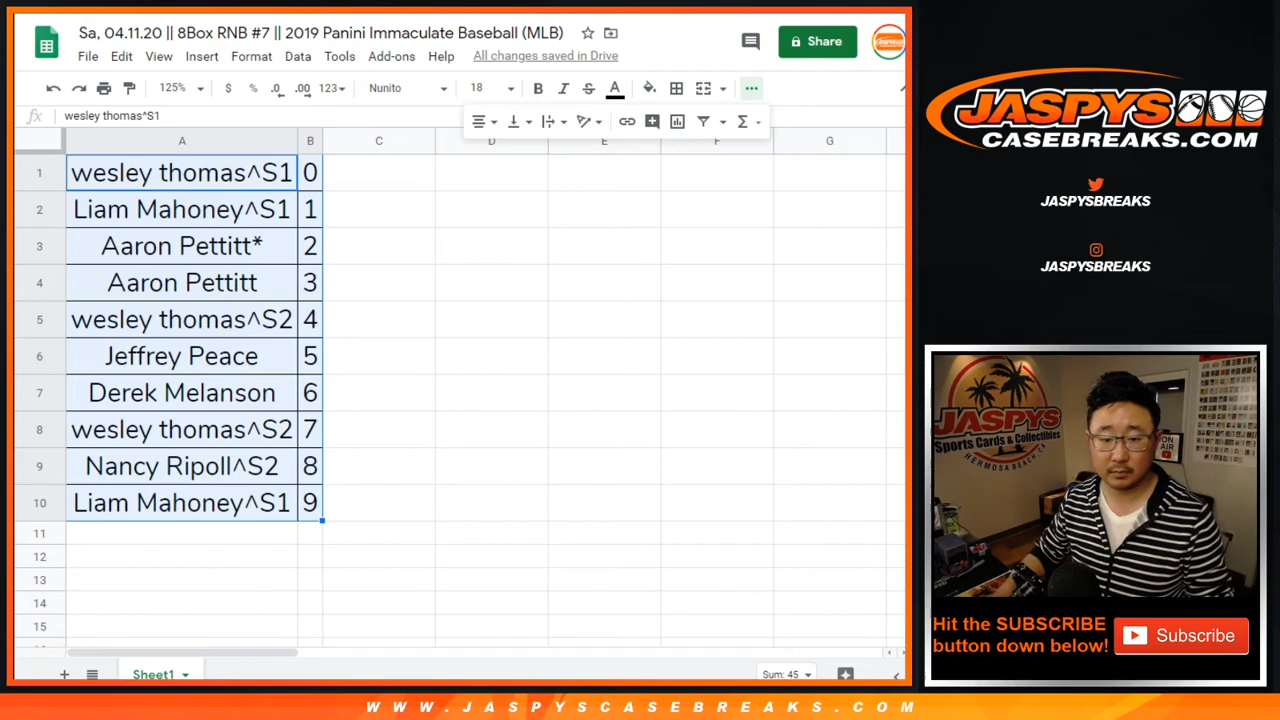 Sa, 04.11.20 || 8Box RNB #7 || 2019 Panini Immaculate Baseball (MLB)
File Edit View Insert Format Data Tools Add-ons Help All changes saved in Drive
Share
125% $ % .0 .00 123 Nunito 18 B I S A
fx wesley thomas^S1
A B C D E F G
1 wesley thomas^S1 0
2 Liam Mahoney^S1 1
3 Aaron Pettitt* 2
4 Aaron Pettitt 3
5 wesley thomas^S2 4
6 Jeffrey Peace 5
7 Derek Melanson 6
8 wesley thomas^S2 7
9 Nancy Ripoll^S2 8
10 Liam Mahoney^S1 9
11
12
13
14
15
Sheet1
Sum: 45
JASPYS
CASEBREAKS.COM
JASPYSBREAKS
JASPYSBREAKS
JASPYS
Sports Cards & Collectibles
HERMOSA BEACH, CA
ON AIR
Hit the SUBSCRIBE
button down below!
Subscribe
WWW.JASPYSCASEBREAKS.COM